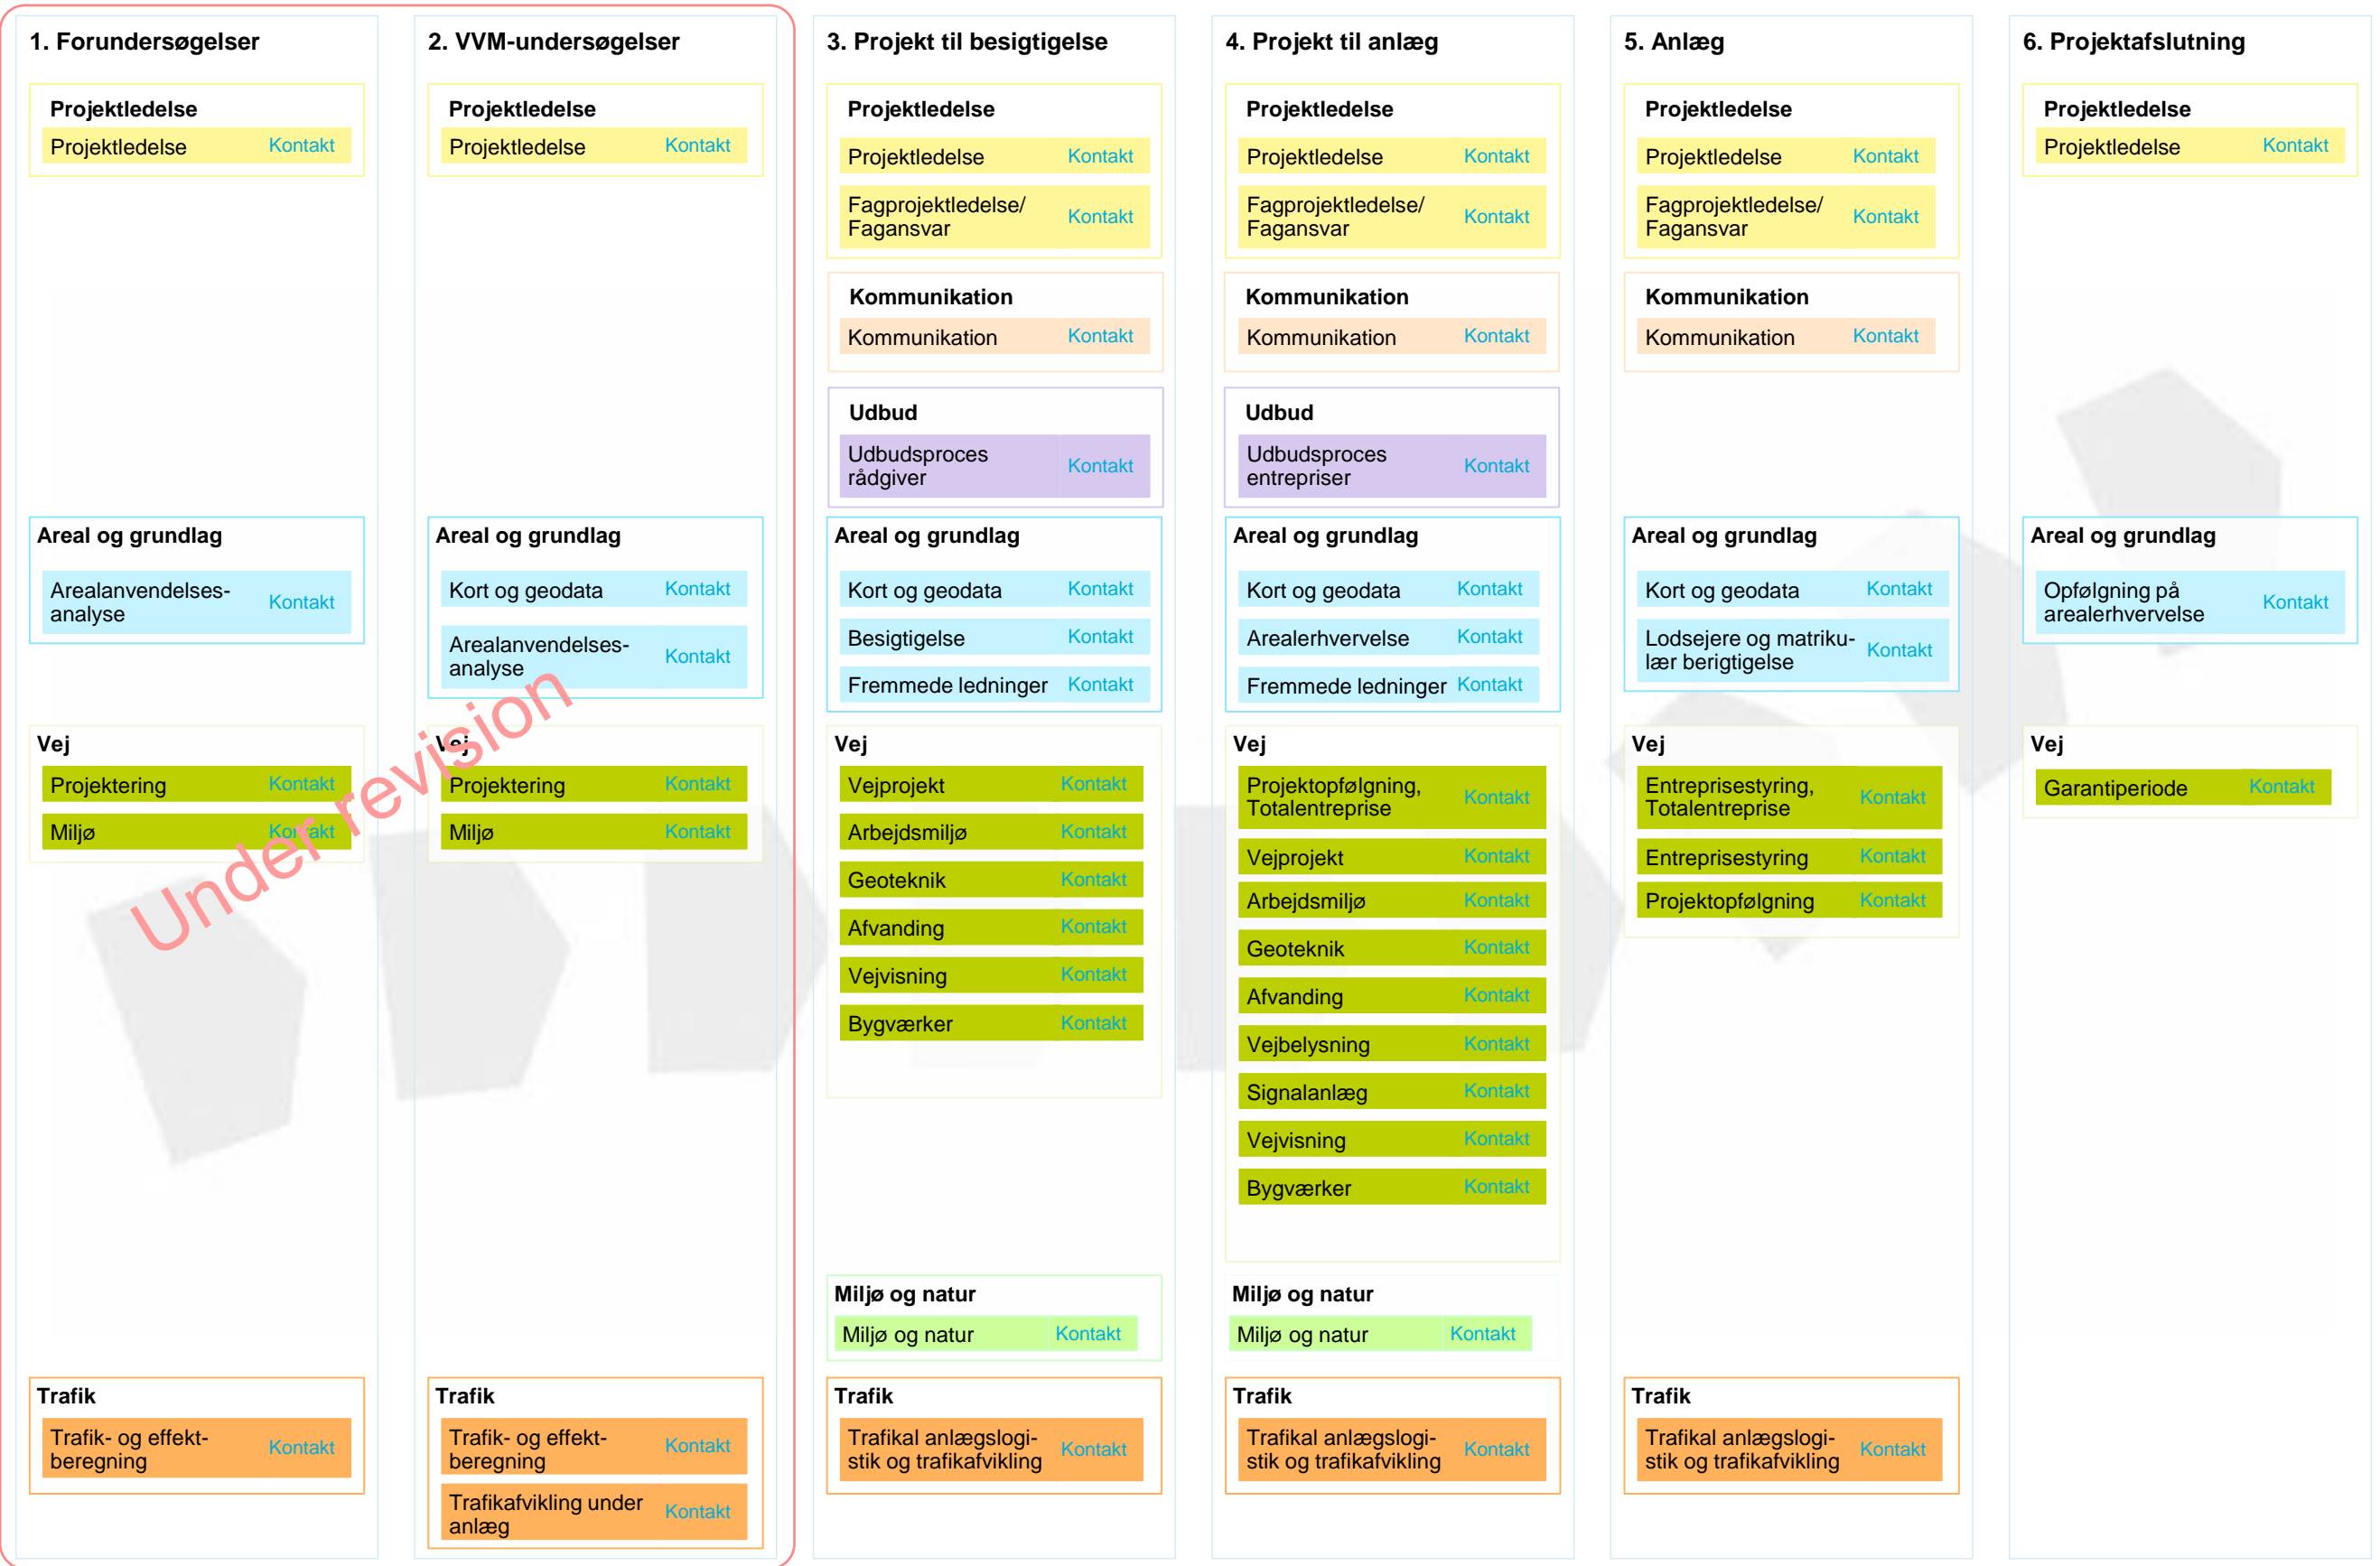 1. Forundersøgelser
Projektledelse
Projektledelse Kontakt
Areal og grundlag
Arealanvendelses-
analyse Kontakt
Vej
Projektering Kontakt
Miljø Kontakt
Trafik
Trafik- og effekt-
beregning Kontakt
2. VVM-undersøgelser
Projektledelse
Projektledelse Kontakt
Areal og grundlag
Kort og geodata Kontakt
Arealanvendelses-
analyse Kontakt
Vej
Projektering Kontakt
Miljø Kontakt
Trafik
Trafik- og effekt-
beregning Kontakt
Trafikafvikling under
anlæg Kontakt
Under revision
3. Projekt til besigtigelse
Projektledelse
Projektledelse Kontakt
Fagprojektledelse/
Fagansvar Kontakt
Kommunikation
Kommunikation Kontakt
Udbud
Udbudsproces
rådgiver Kontakt
Areal og grundlag
Kort og geodata Kontakt
Besigtigelse Kontakt
Fremmede ledninger Kontakt
Vej
Vejprojekt Kontakt
Arbejdsmiljø Kontakt
Geoteknik Kontakt
Afvanding Kontakt
Vejvisning Kontakt
Bygværker Kontakt
Miljø og natur
Miljø og natur Kontakt
Trafik
Trafikal anlægslogi-
stik og trafikafvikling Kontakt
4. Projekt til anlæg
Projektledelse
Projektledelse Kontakt
Fagprojektledelse/
Fagansvar Kontakt
Kommunikation
Kommunikation Kontakt
Udbud
Udbudsproces
entrepriser Kontakt
Areal og grundlag
Kort og geodata Kontakt
Arealerhvervelse Kontakt
Fremmede ledninger Kontakt
Vej
Projektopfølgning,
Totalentreprise Kontakt
Vejprojekt Kontakt
Arbejdsmiljø Kontakt
Geoteknik Kontakt
Afvanding Kontakt
Vejbelysning Kontakt
Signalanlæg Kontakt
Vejvisning Kontakt
Bygværker Kontakt
Miljø og natur
Miljø og natur Kontakt
Trafik
Trafikal anlægslogi-
stik og trafikafvikling Kontakt
5. Anlæg
Projektledelse
Projektledelse Kontakt
Fagprojektledelse/
Fagansvar Kontakt
Kommunikation
Kommunikation Kontakt
Areal og grundlag
Kort og geodata Kontakt
Lodsejere og matriku-
lær berigtigelse Kontakt
Vej
Entreprisestyring,
Totalentreprise Kontakt
Entreprisestyring Kontakt
Projektopfølgning Kontakt
Trafik
Trafikal anlægslogi-
stik og trafikafvikling Kontakt
6. Projektafslutning
Projektledelse
Projektledelse Kontakt
Areal og grundlag
Opfølgning på
arealerhvervelse Kontakt
Vej
Garantiperiode Kontakt